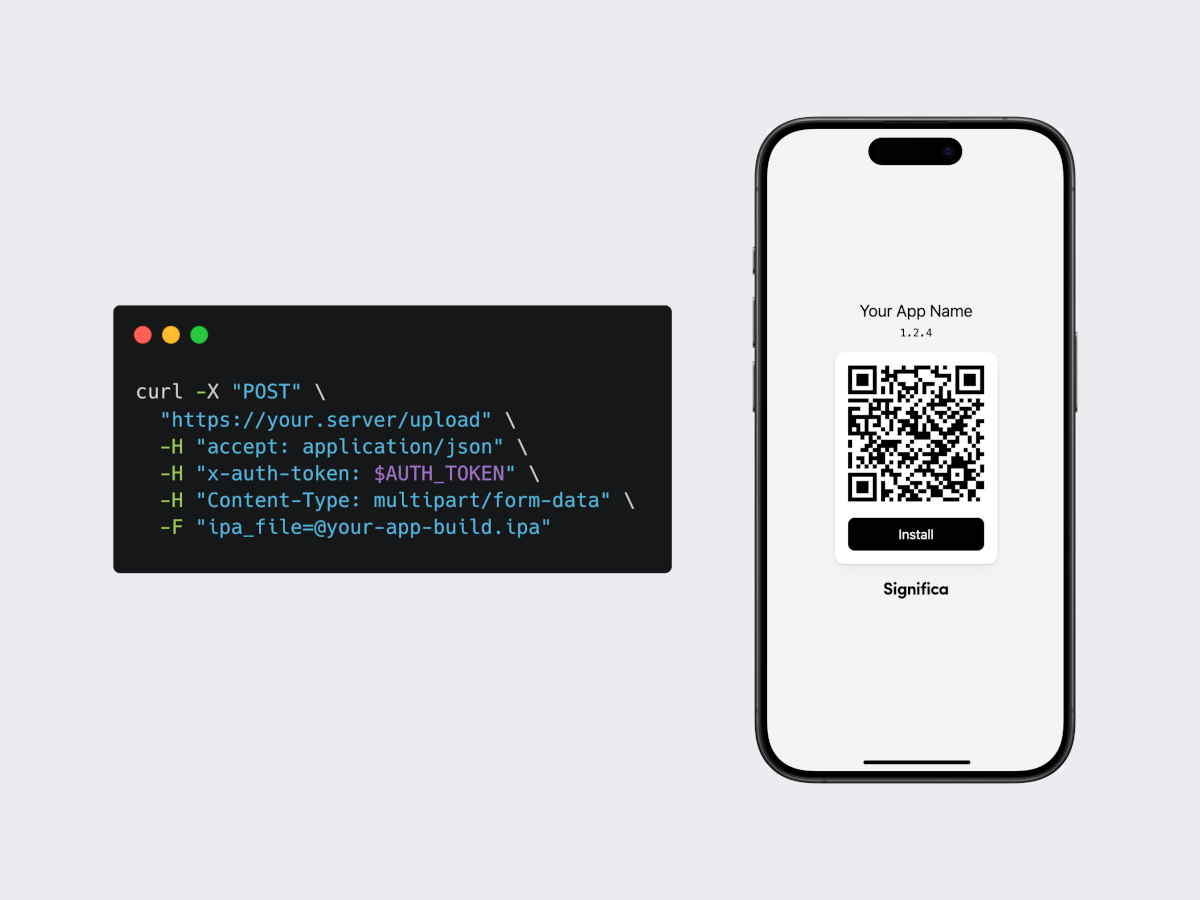 curl -X "POST" \
"https://your.server/upload" \
-H "accept: application/json" \
-H "x-auth-token: $AUTH_TOKEN" \
-H "Content-Type: multipart/form-data" \
-F "ipa_file=@your-app-build.ipa"
Your App Name
1.2.4
Install
Significa